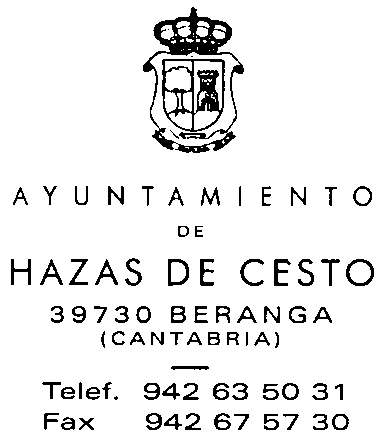 AYUNTAMIENTO
DE
HAZAS DE CESTO
39730 BERANGA
(CANTABRIA)
Telef. 942 63 50 31
Fax 942 67 57 30